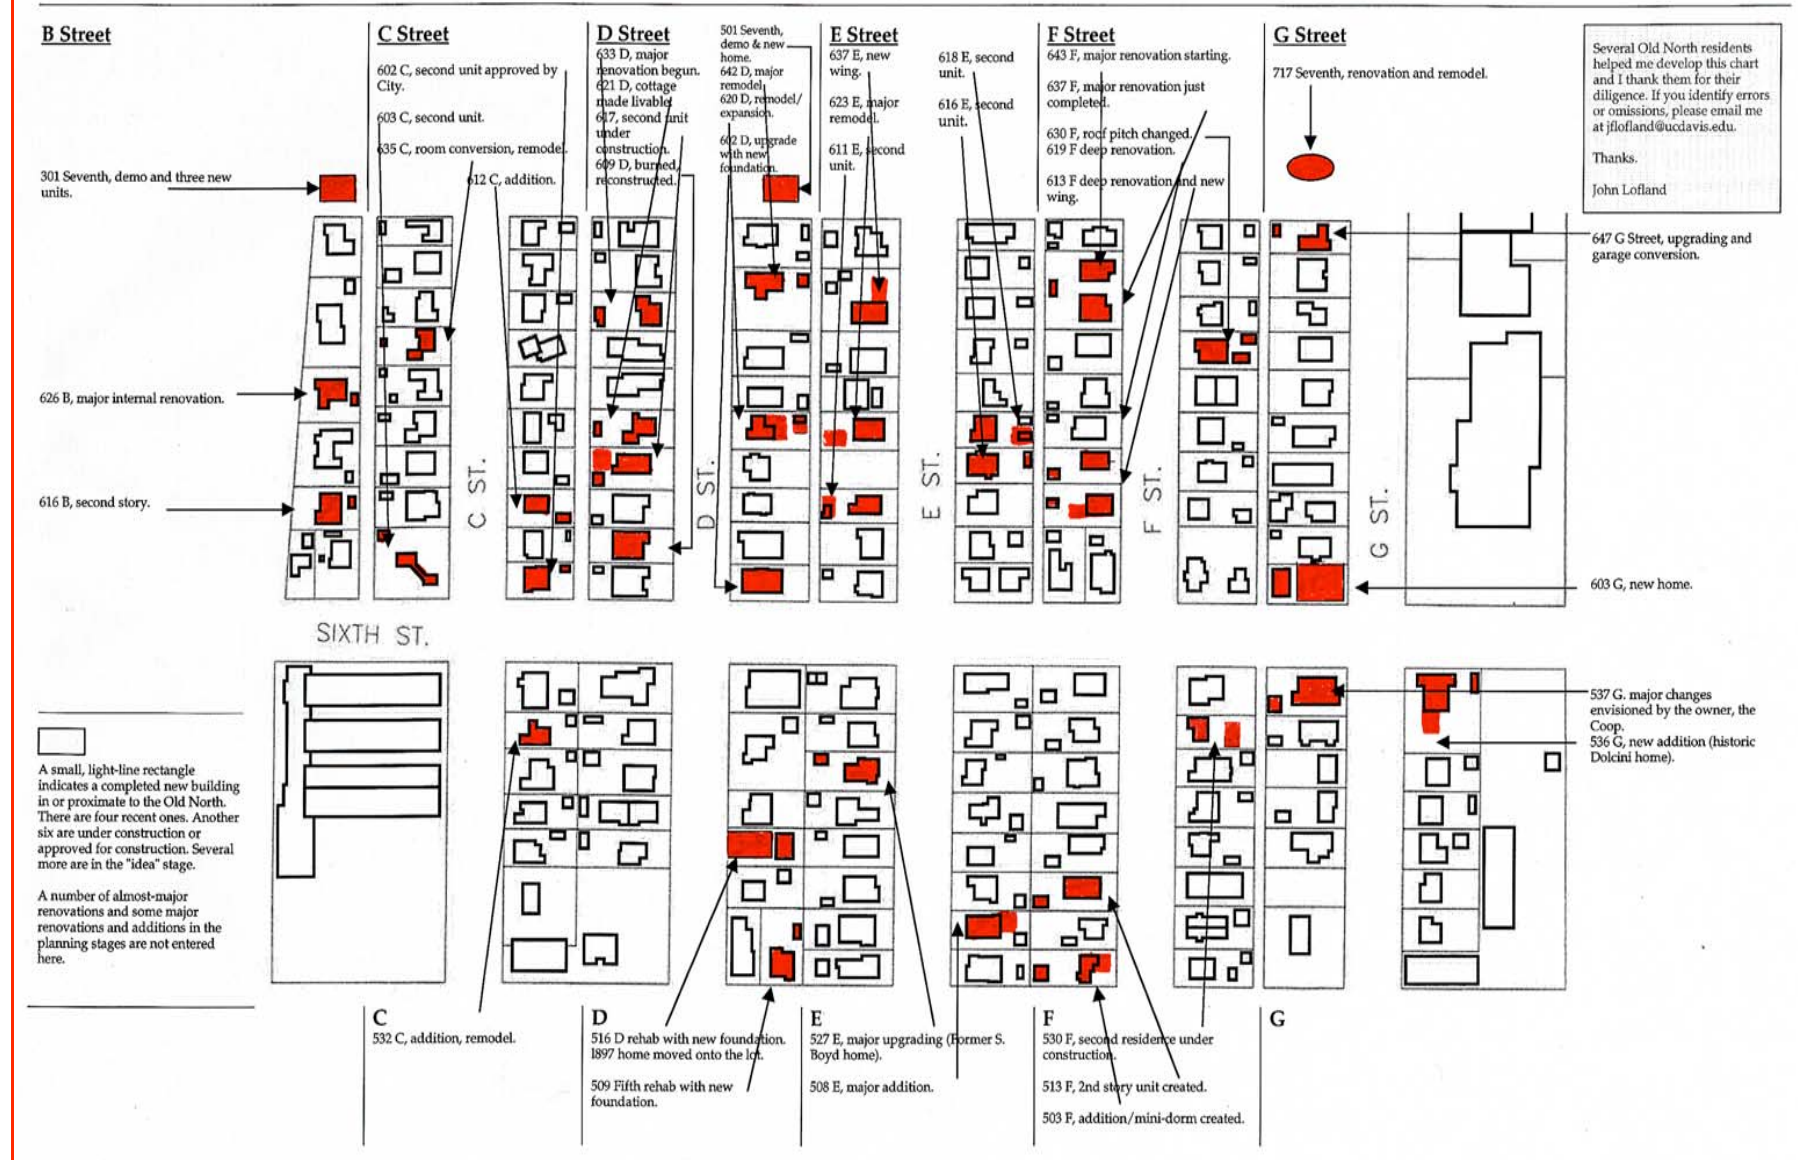 B Street
301 Seventh, demo and three new
units.
626 B, major internal renovation.
616 B, second story.
C Street
602 C, second unit approved by
City.
603 C, second unit.
635 C, room conversion, remodel.
612 C, addition.
D Street
633 D, major
renovation begun.
621 D, cottage
made livable
617, second unit
under
construction.
609 D, burned,
reconstructed.
501 Seventh,
demo & new
home.
642 D, major
remodel
620 D, remodel/
expansion.
602 D, upgrade
with new
foundation.
E Street
637 E, new
wing.
623 E, major
remodel.
611 E, second
unit.
618 E, second
unit.
616 E, second
unit.
F Street
643 F, major renovation starting.
637 F, major renovation just
completed.
630 F, roof pitch changed.
619 F deep renovation.
613 F deep renovation and new
wing.
G Street
717 Seventh, renovation and remodel.
Several Old North residents
helped me develop this chart
and I thank them for their
diligence. If you identify errors
or omissions, please email me
at jflofland@ucdavis.edu.
Thanks.
John Lofland
647 G Street, upgrading and
garage conversion.
603 G, new home.
C ST.
D ST.
E ST.
F ST.
G ST.
SIXTH ST.
537 G. major changes
envisioned by the owner, the
Coop.
536 G, new addition (historic
Dolcini home).
A small, light-line rectangle
indicates a completed new building
in or proximate to the Old North.
There are four recent ones. Another
six are under construction or
approved for construction. Several
more are in the "idea" stage.
A number of almost-major
renovations and some major
renovations and additions in the
planning stages are not entered
here.
C
532 C, addition, remodel.
D
516 D rehab with new foundation.
1897 home moved onto the lot.
509 Fifth rehab with new
foundation.
E
527 E, major upgrading (Former S.
Boyd home).
508 E, major addition.
F
530 F, second residence under
construction.
513 F, 2nd story unit created.
503 F, addition/mini-dorm created.
G